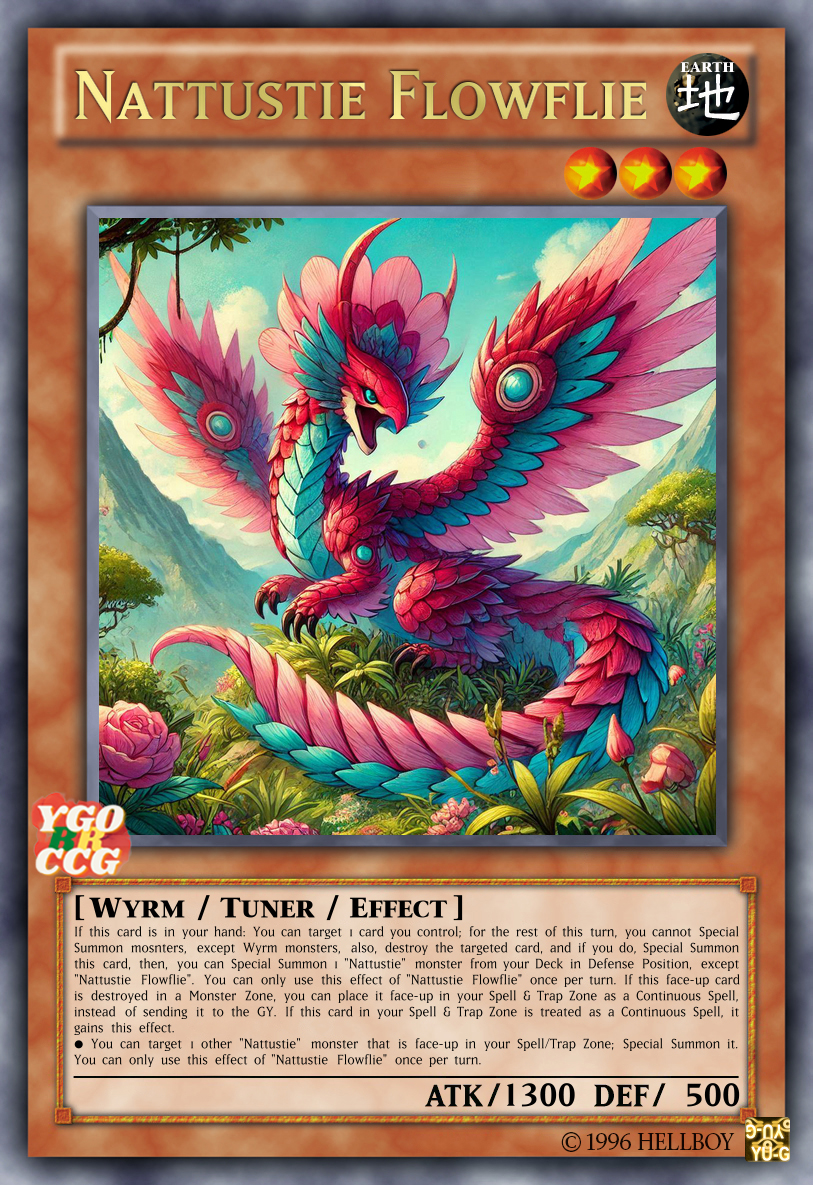 Nattustie Flowflie
EARTH
地
YGO
BR
CCG
[ Wyrm / Tuner / Effect ]
If this card is in your hand: You can target 1 card you control; for the rest of this turn, you cannot Special
Summon mosnters, except Wyrm monsters, also, destroy the targeted card, and if you do, Special Summon
this card, then, you can Special Summon 1 "Nattustie" monster from your Deck in Defense Position, except
"Nattustie Flowflie". You can only use this effect of "Nattustie Flowflie" once per turn. If this face-up card
is destroyed in a Monster Zone, you can place it face-up in your Spell & Trap Zone as a Continuous Spell,
instead of sending it to the GY. If this card in your Spell & Trap Zone is treated as a Continuous Spell, it
gains this effect.
● You can target 1 other "Nattustie" monster that is face-up in your Spell/Trap Zone; Special Summon it.
You can only use this effect of "Nattustie Flowflie" once per turn.
ATK/1300 DEF/ 500
© 1996 HELLBOY